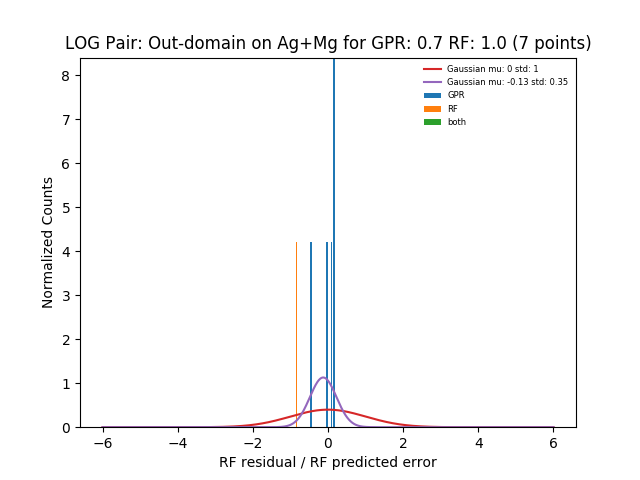 LOG Pair: Out-domain on Ag+Mg for GPR: 0.7 RF: 1.0 (7 points)
Gaussian mu: 0 std: 1
Gaussian mu: -0.13 std: 0.35
GPR
RF
both
Normalized Counts
8
7
6
5
4
3
2
1
0
−6 −4 −2 0 2 4 6
RF residual / RF predicted error